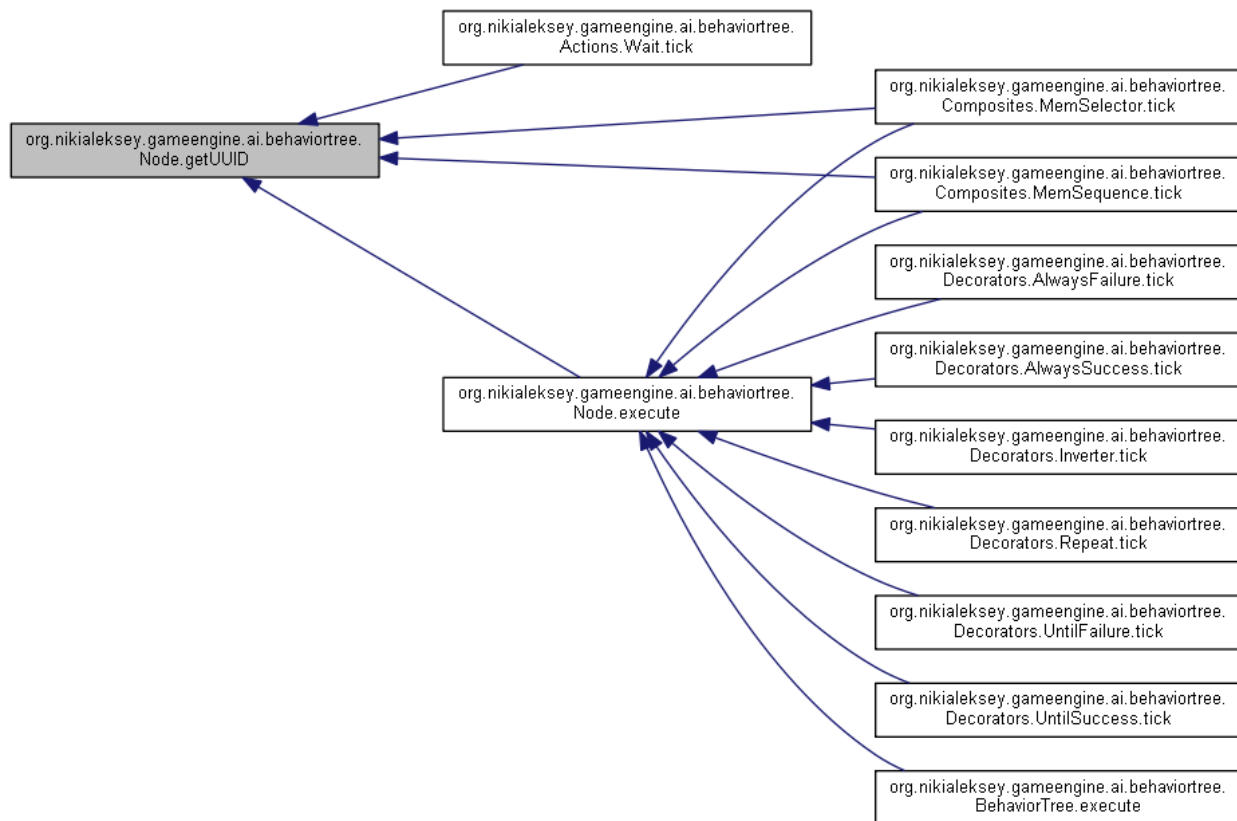 org.nikialeksey.gameengine.ai.behaviortree.
Actions.Wait.tick
org.nikialeksey.gameengine.ai.behaviortree.
Composites.MemSelector.tick
org.nikialeksey.gameengine.ai.behaviortree.
Node.getUUID
org.nikialeksey.gameengine.ai.behaviortree.
Composites.MemSequence.tick
org.nikialeksey.gameengine.ai.behaviortree.
Decorators.AlwaysFailure.tick
org.nikialeksey.gameengine.ai.behaviortree.
Decorators.AlwaysSuccess.tick
org.nikialeksey.gameengine.ai.behaviortree.
Node.execute
org.nikialeksey.gameengine.ai.behaviortree.
Decorators.Inverter.tick
org.nikialeksey.gameengine.ai.behaviortree.
Decorators.Repeat.tick
org.nikialeksey.gameengine.ai.behaviortree.
Decorators.UntilFailure.tick
org.nikialeksey.gameengine.ai.behaviortree.
Decorators.UntilSuccess.tick
org.nikialeksey.gameengine.ai.behaviortree.
BehaviorTree.execute